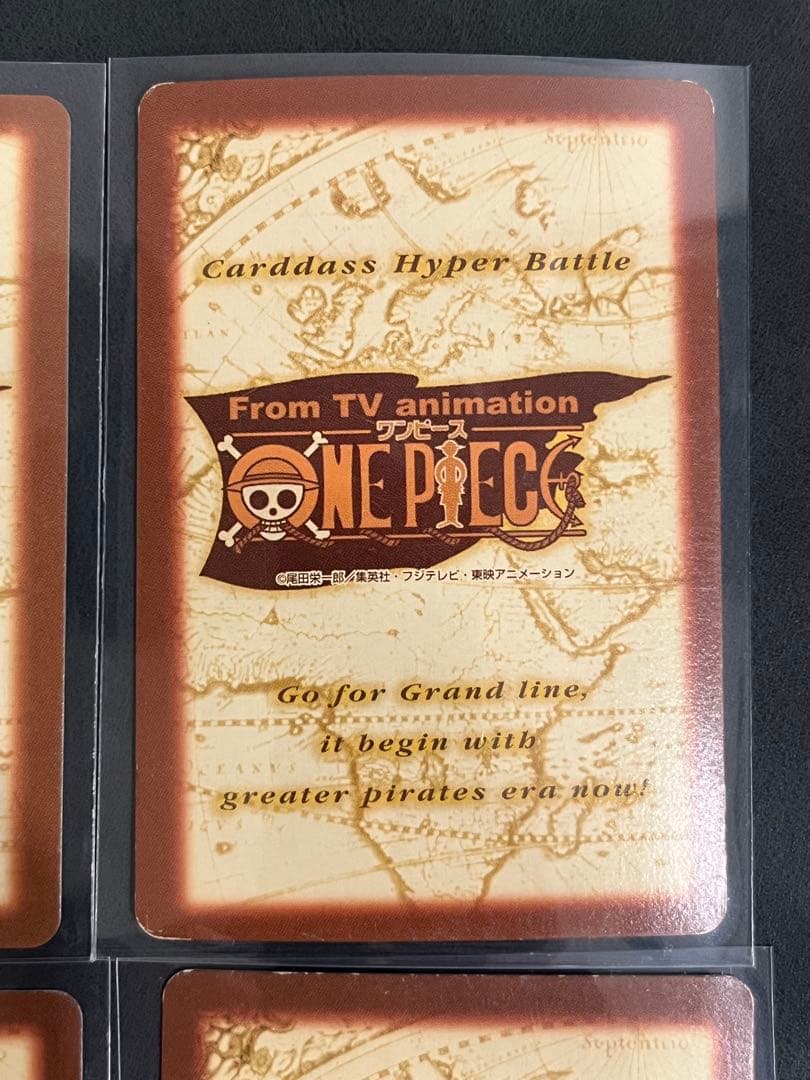 Septentrio
Carddass Hyper Battle
From TV animation
ワンピース
ONE PIECE
©尾田栄一郎／集英社・フジテレビ・東映アニメーション
Go for Grand line,
it begin with
greater pirates era now!
Septentrio